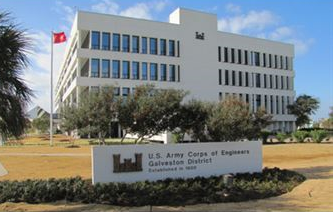 U.S. Army Corps of Engineers
Galveston District
Established in 1880